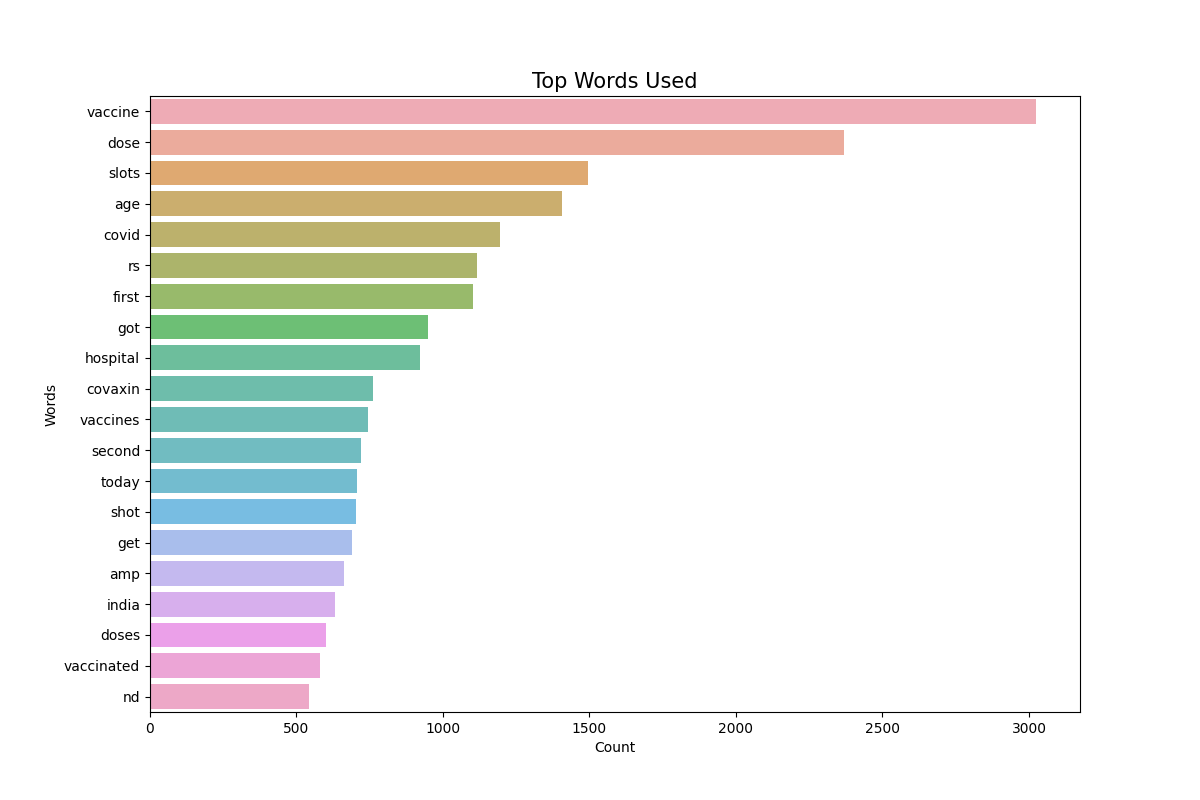 Top Words Used
Words
vaccine
dose
slots
age
covid
rs
first
got
hospital
covaxin
vaccines
second
today
shot
get
amp
india
doses
vaccinated
nd
0 500 1000 1500 2000 2500 3000
Count